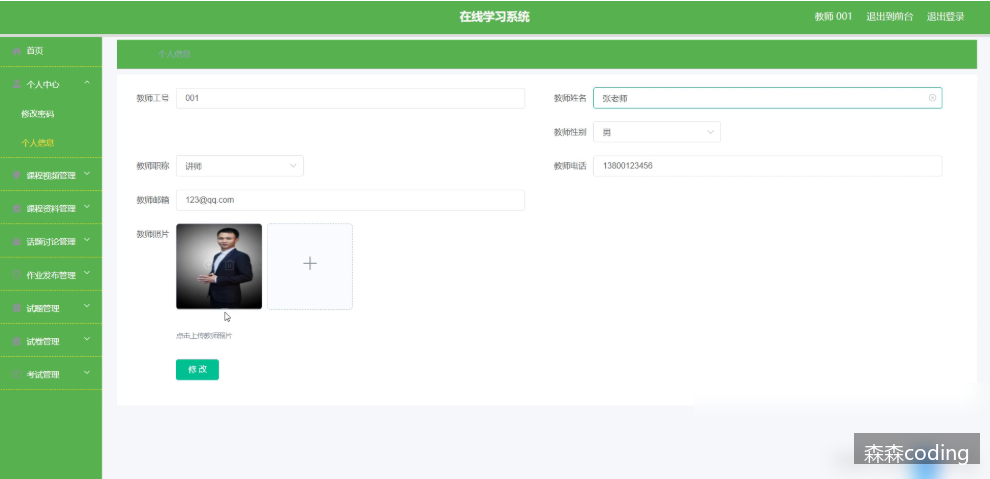 在线学习系统
教师 001 退出到前台 退出登录
首页
个人中心
修改密码
个人信息
课程视频管理
课程资料管理
话题讨论管理
作业发布管理
试题管理
试卷管理
考试管理
个人信息
教师工号 001
教师姓名 张老师
教师性别 男
教师职称 讲师
教师电话 13800123456
教师邮箱 123@qq.com
教师照片
点击上传教师照片
修改
森森coding